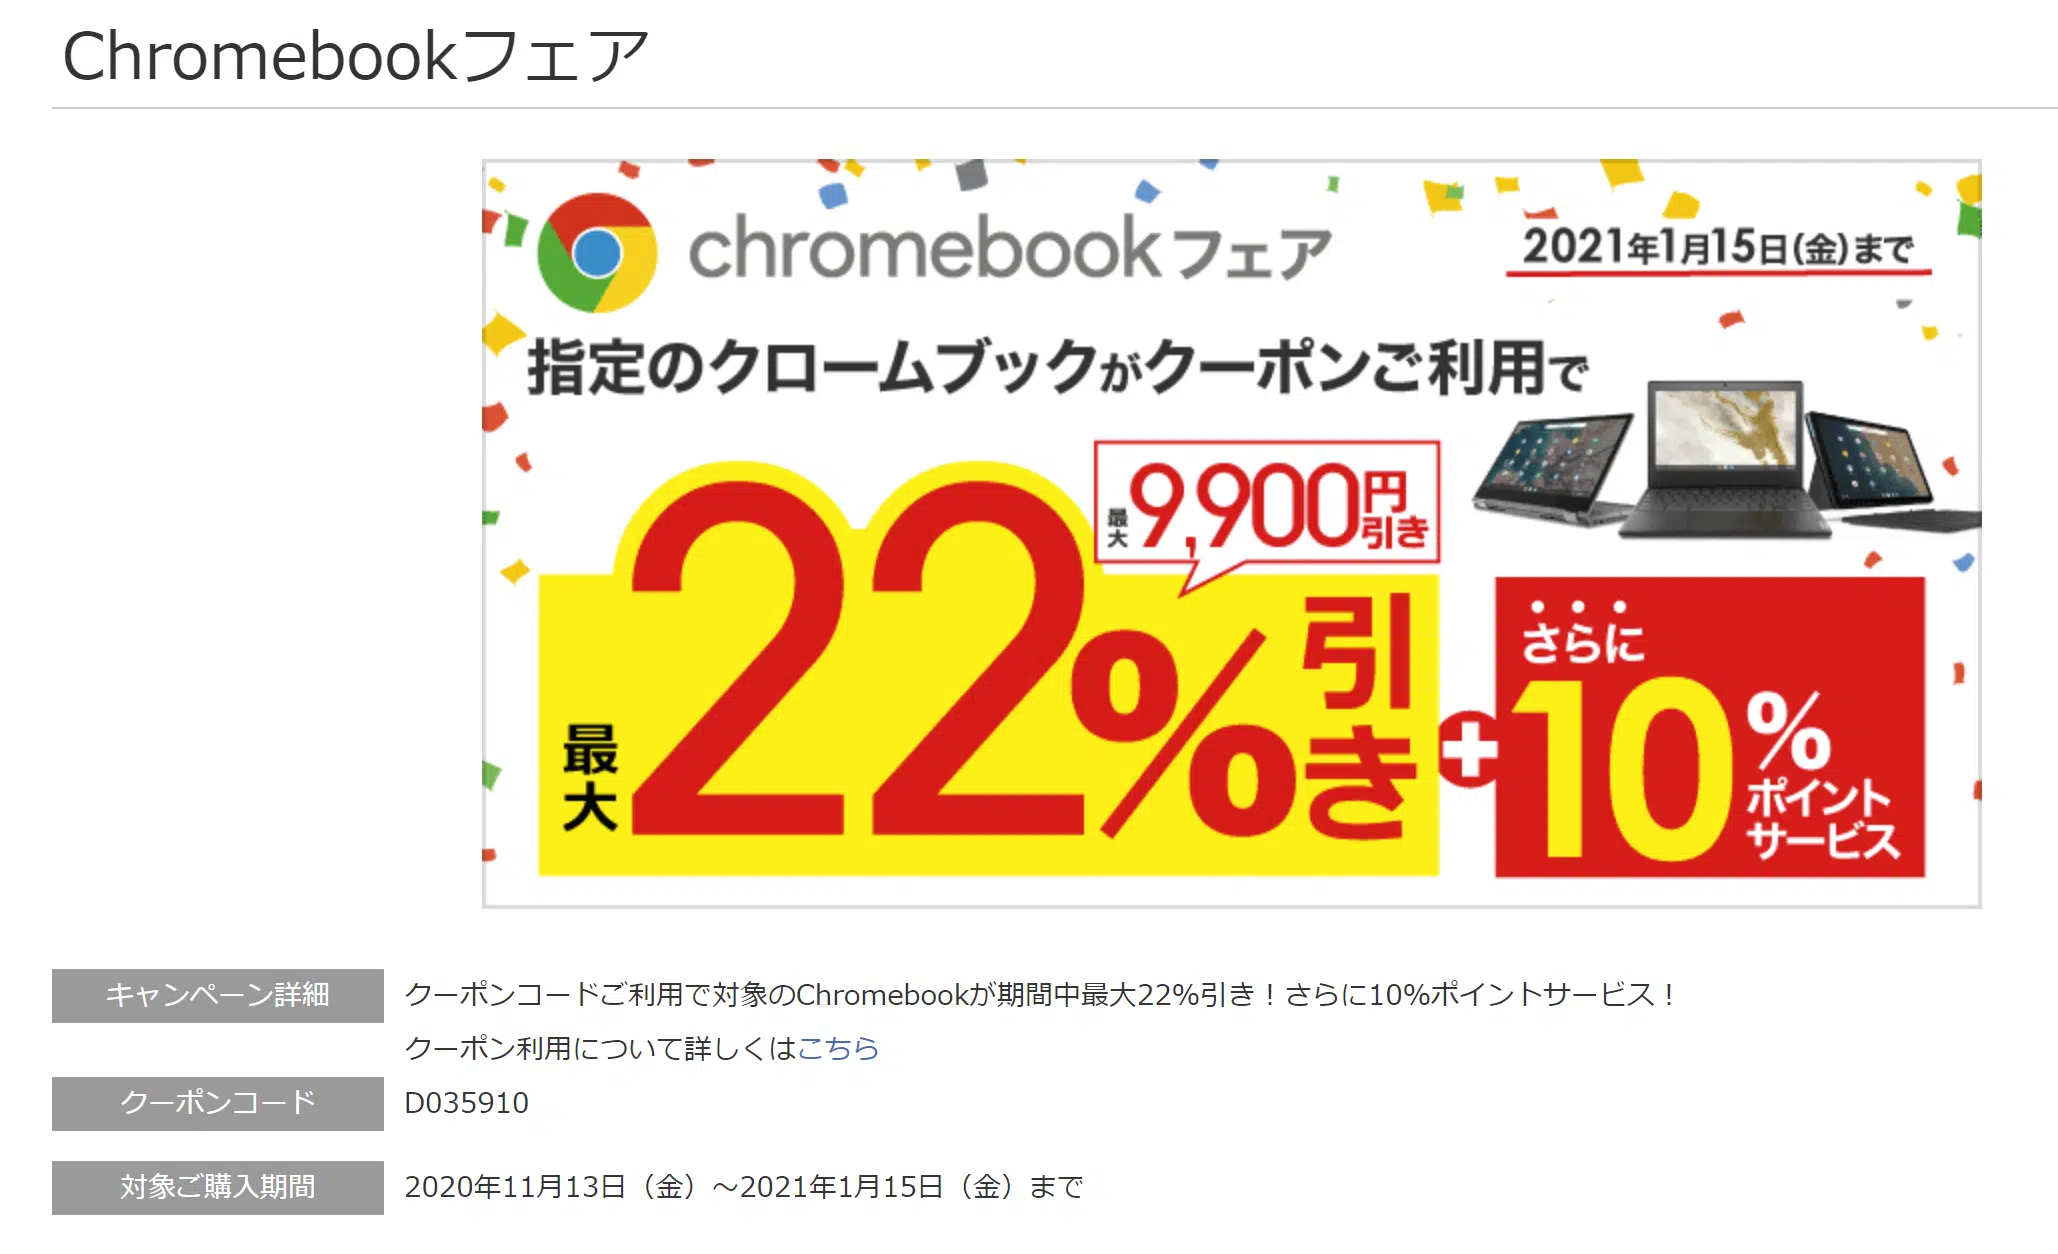 Chromebookフェア
chromebookフェア
2021年1月15日(金)まで
指定のクロームブックがクーポンご利用で
最大9,900円引き
最大22%引き
+
さらに
10%ポイントサービス
キャンペーン詳細
クーポンコードご利用で対象のChromebookが期間中最大22%引き！さらに10%ポイントサービス！
クーポン利用について詳しくはこちら
クーポンコード
D035910
対象ご購入期間
2020年11月13日（金）～2021年1月15日（金）まで